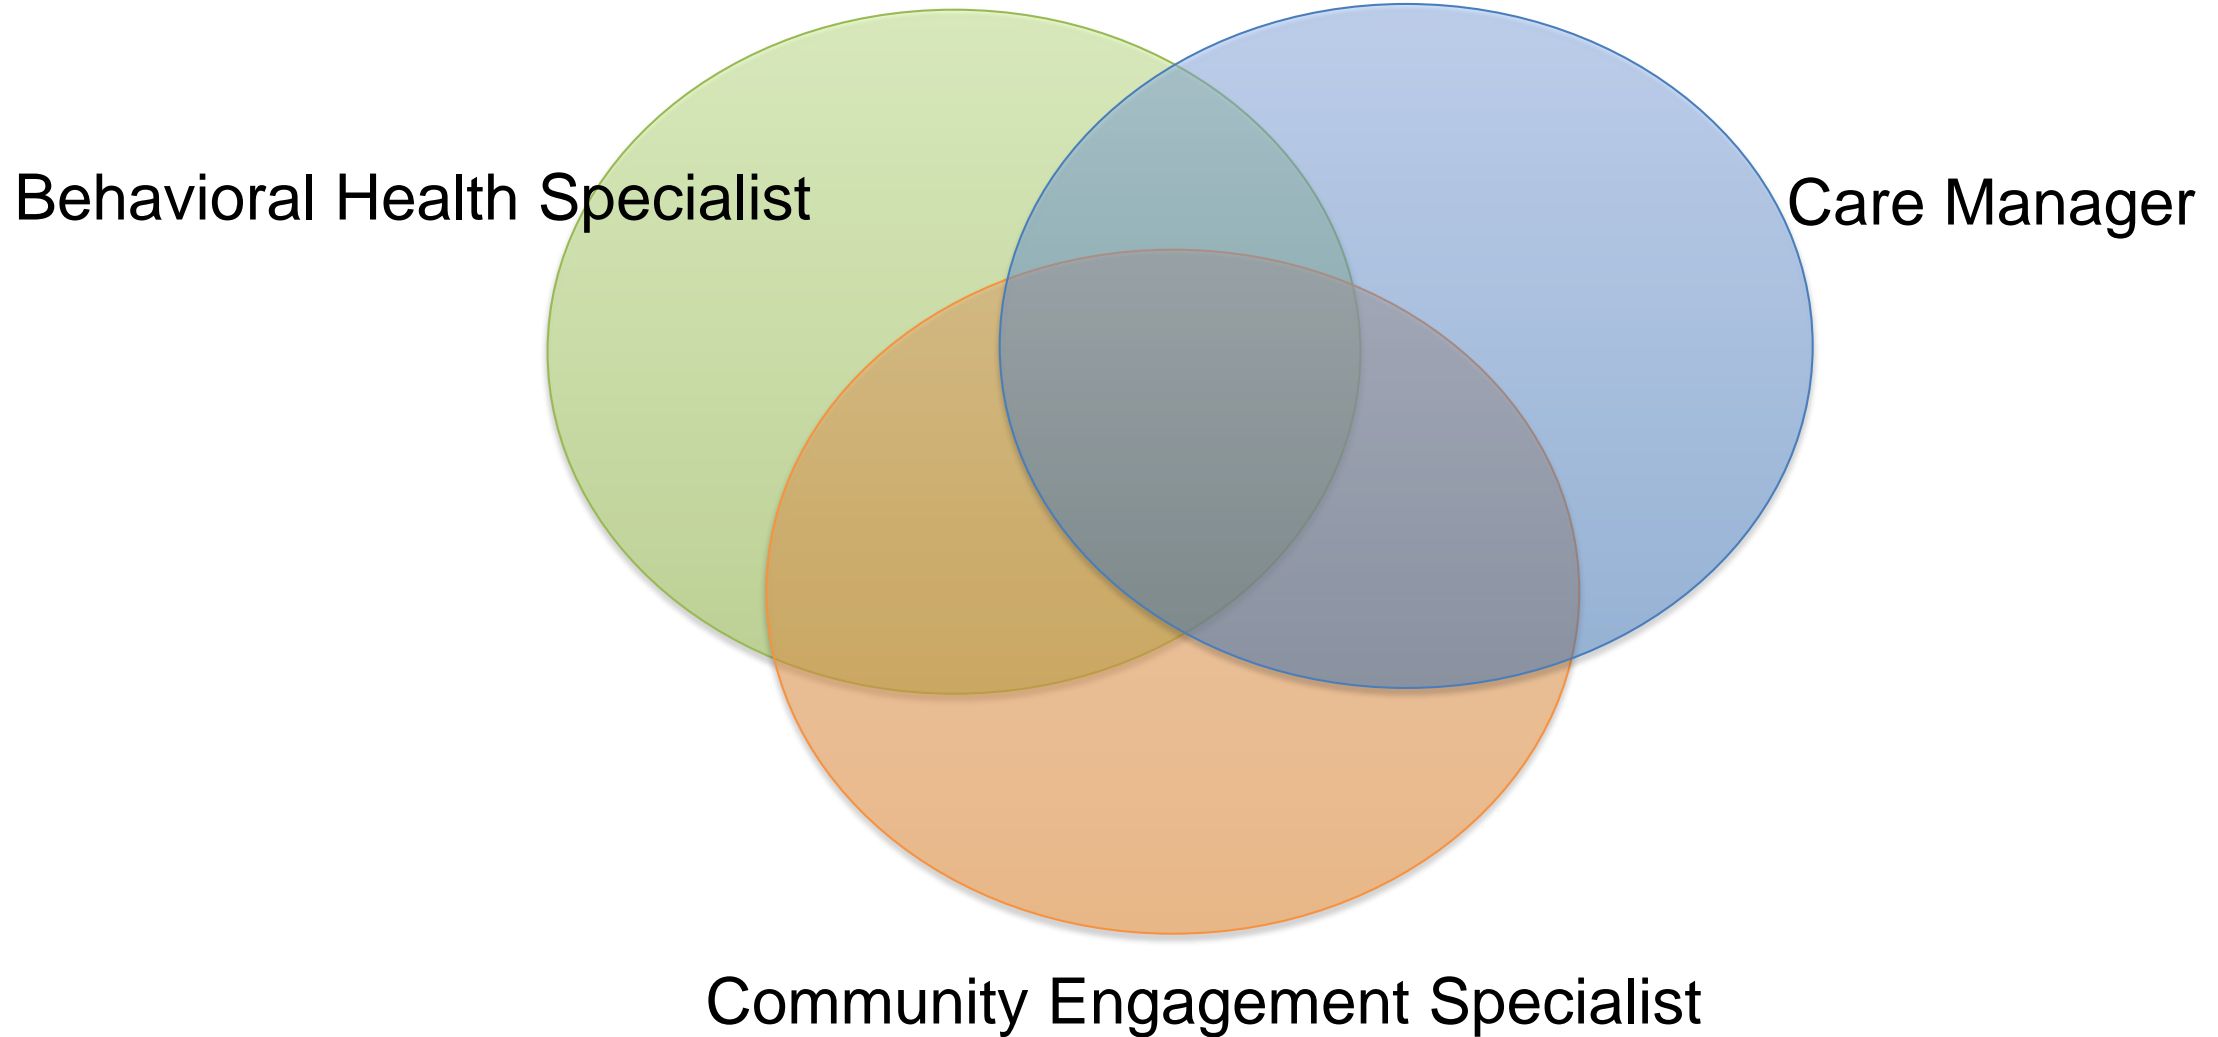 Behavioral Health Specialist
Care Manager
Community Engagement Specialist